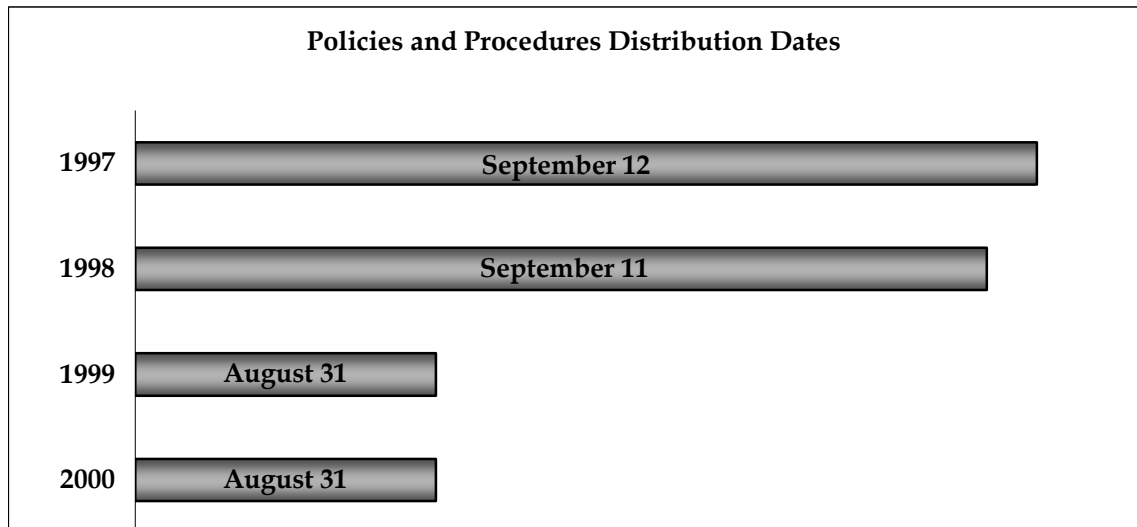 Policies and Procedures Distribution Dates
1997
September 12
1998
September 11
1999
August 31
2000
August 31